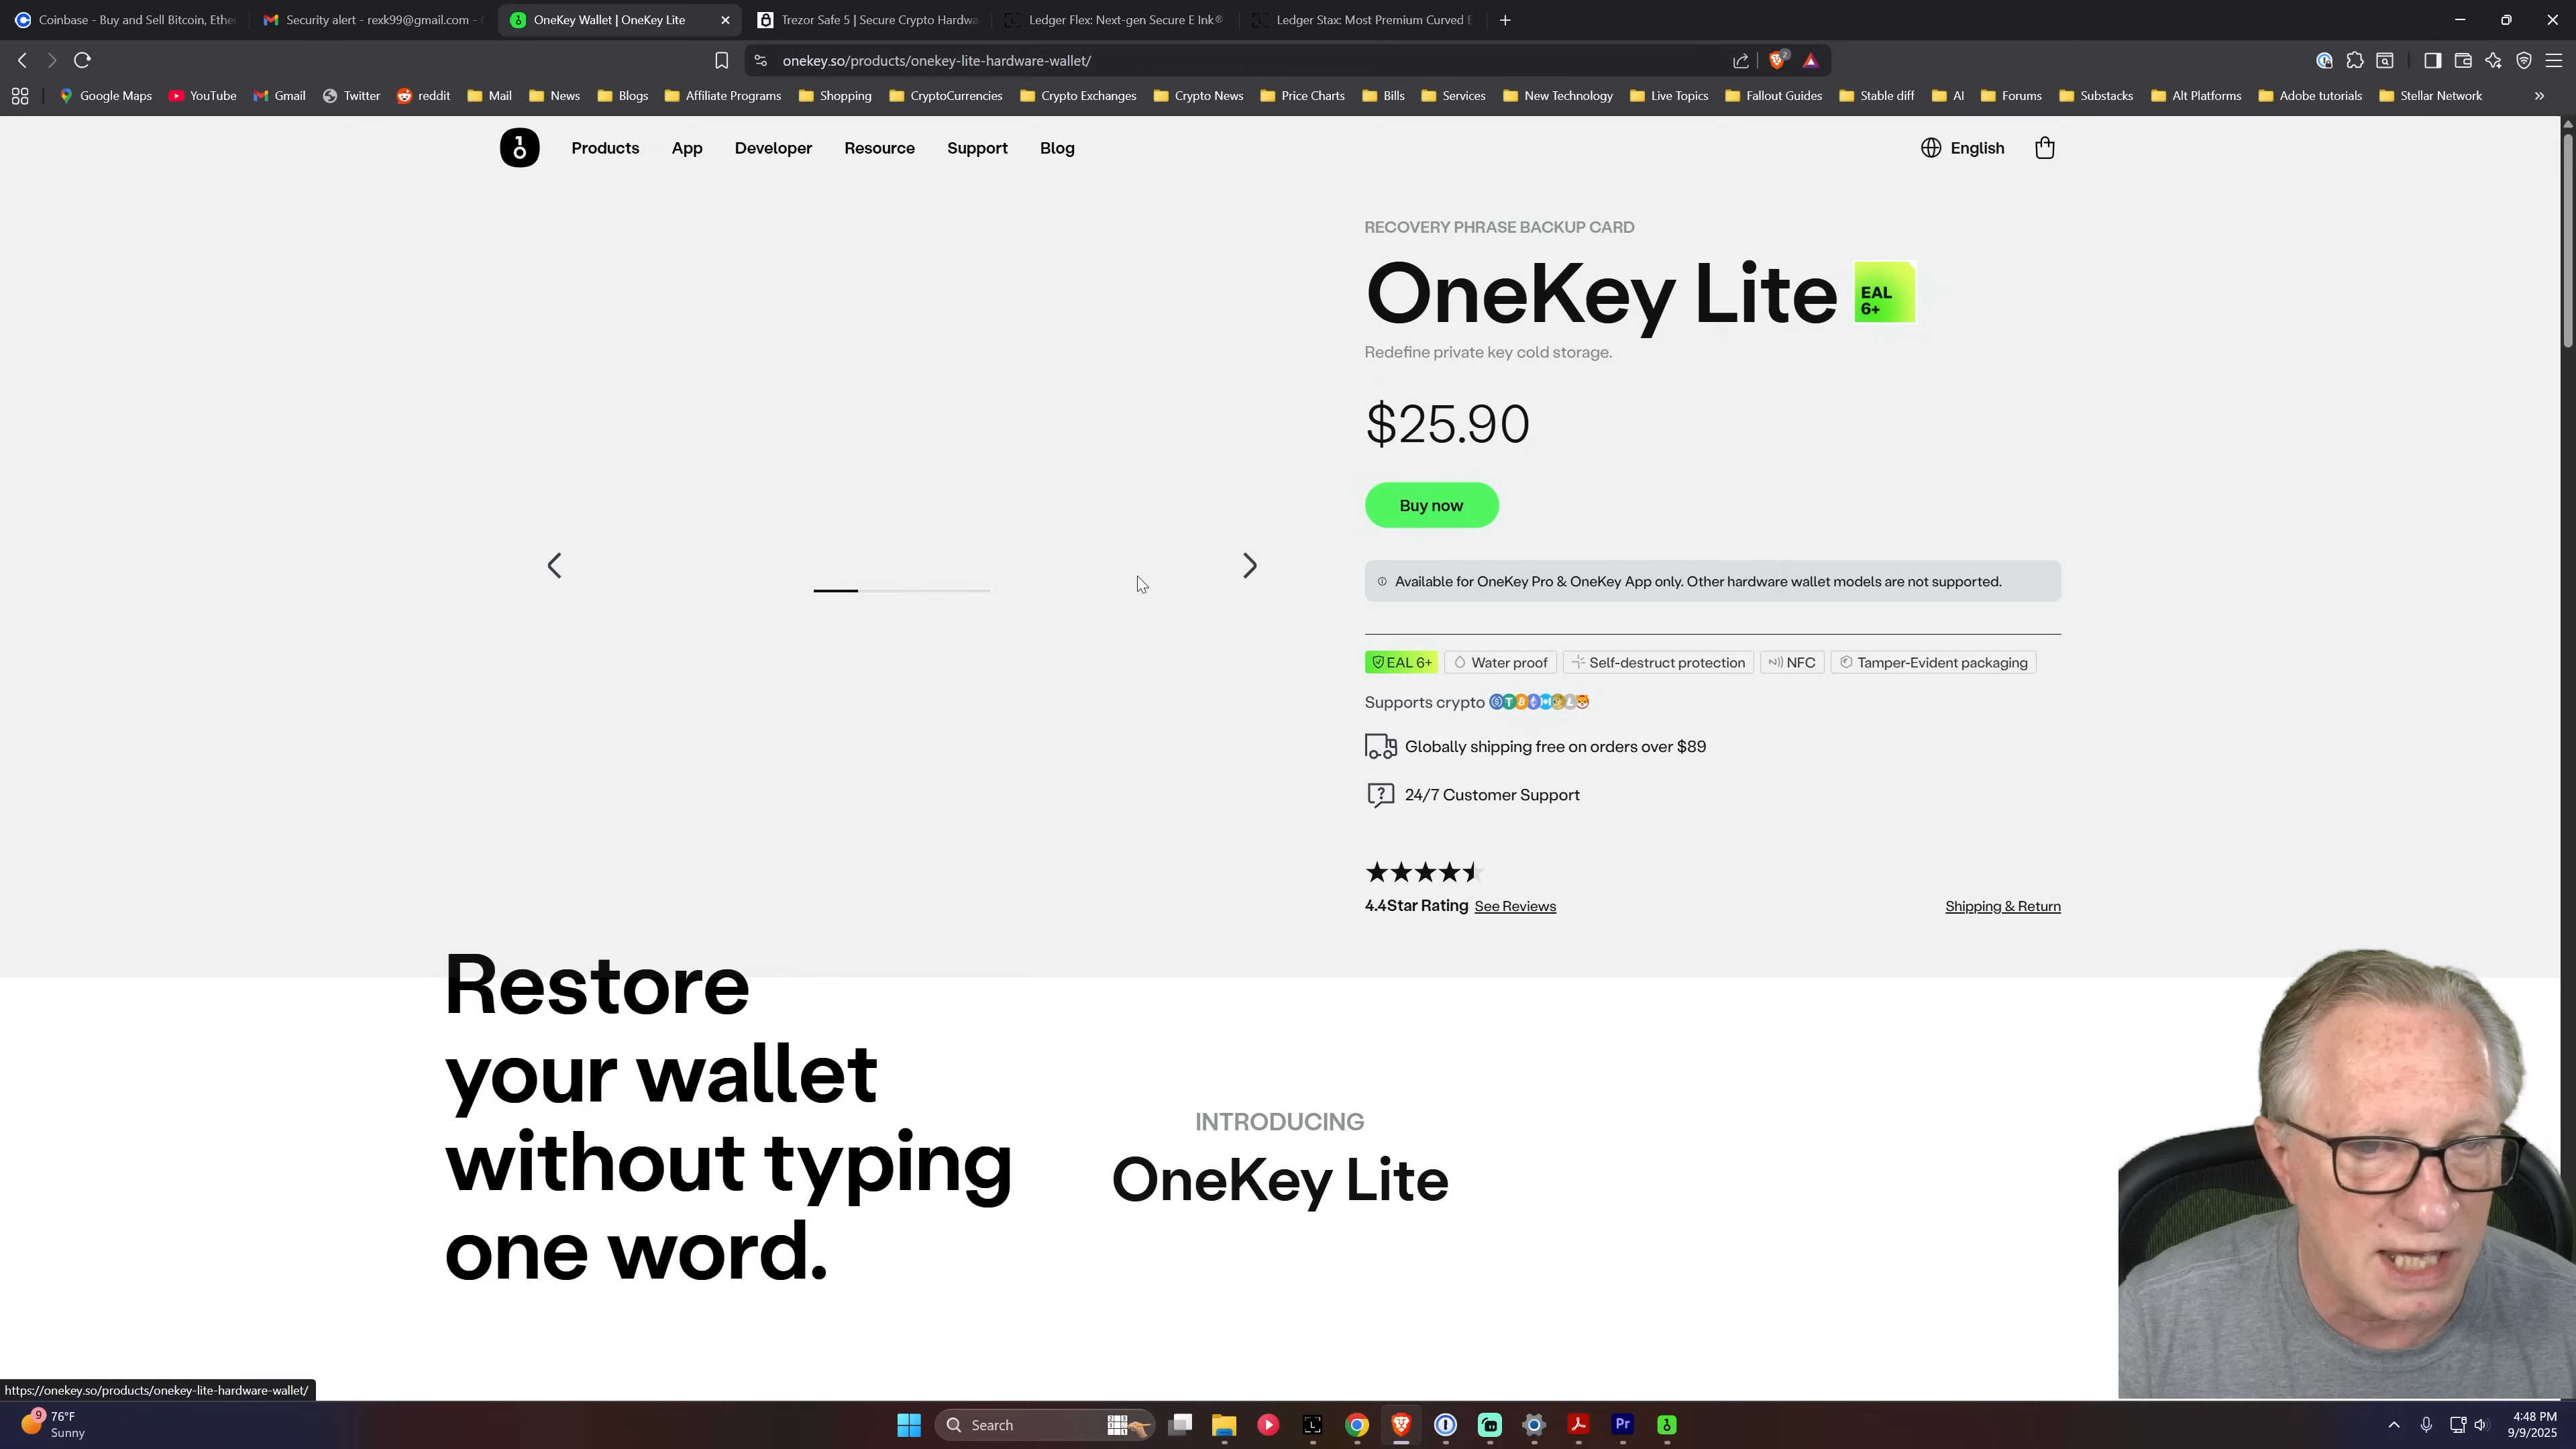 Coinbase - Buy and Sell Bitcoin, Ether
Security alert - rexk99@gmail.com -
OneKey Wallet | OneKey Lite
Trezor Safe 5 | Secure Crypto Hardwa
Ledger Flex: Next-gen Secure E Ink®
Ledger Stax: Most Premium Curved E
onekey.so/products/onekey-lite-hardware-wallet/
2
Google Maps YouTube Gmail Twitter reddit Mail News Blogs Affiliate Programs Shopping CryptoCurrencies Crypto Exchanges Crypto News Price Charts Bills Services New Technology Live Topics Fallout Guides Stable diff AI Forums Substacks Alt Platforms Adobe tutorials Stellar Network »
Products App Developer Resource Support Blog English
RECOVERY PHRASE BACKUP CARD
OneKey Lite
EAL
6+
Redefine private key cold storage.
$25.90
Buy now
Available for OneKey Pro & OneKey App only. Other hardware wallet models are not supported.
EAL 6+ Water proof Self-destruct protection NFC Tamper-Evident packaging
Supports crypto
Globally shipping free on orders over $89
24/7 Customer Support
4.4Star Rating See Reviews Shipping & Return
Restore
your wallet
without typing
one word.
INTRODUCING
OneKey Lite
https://onekey.so/products/onekey-lite-hardware-wallet/
9
76°F
Sunny
Search
Pr
4:48 PM
9/9/2025